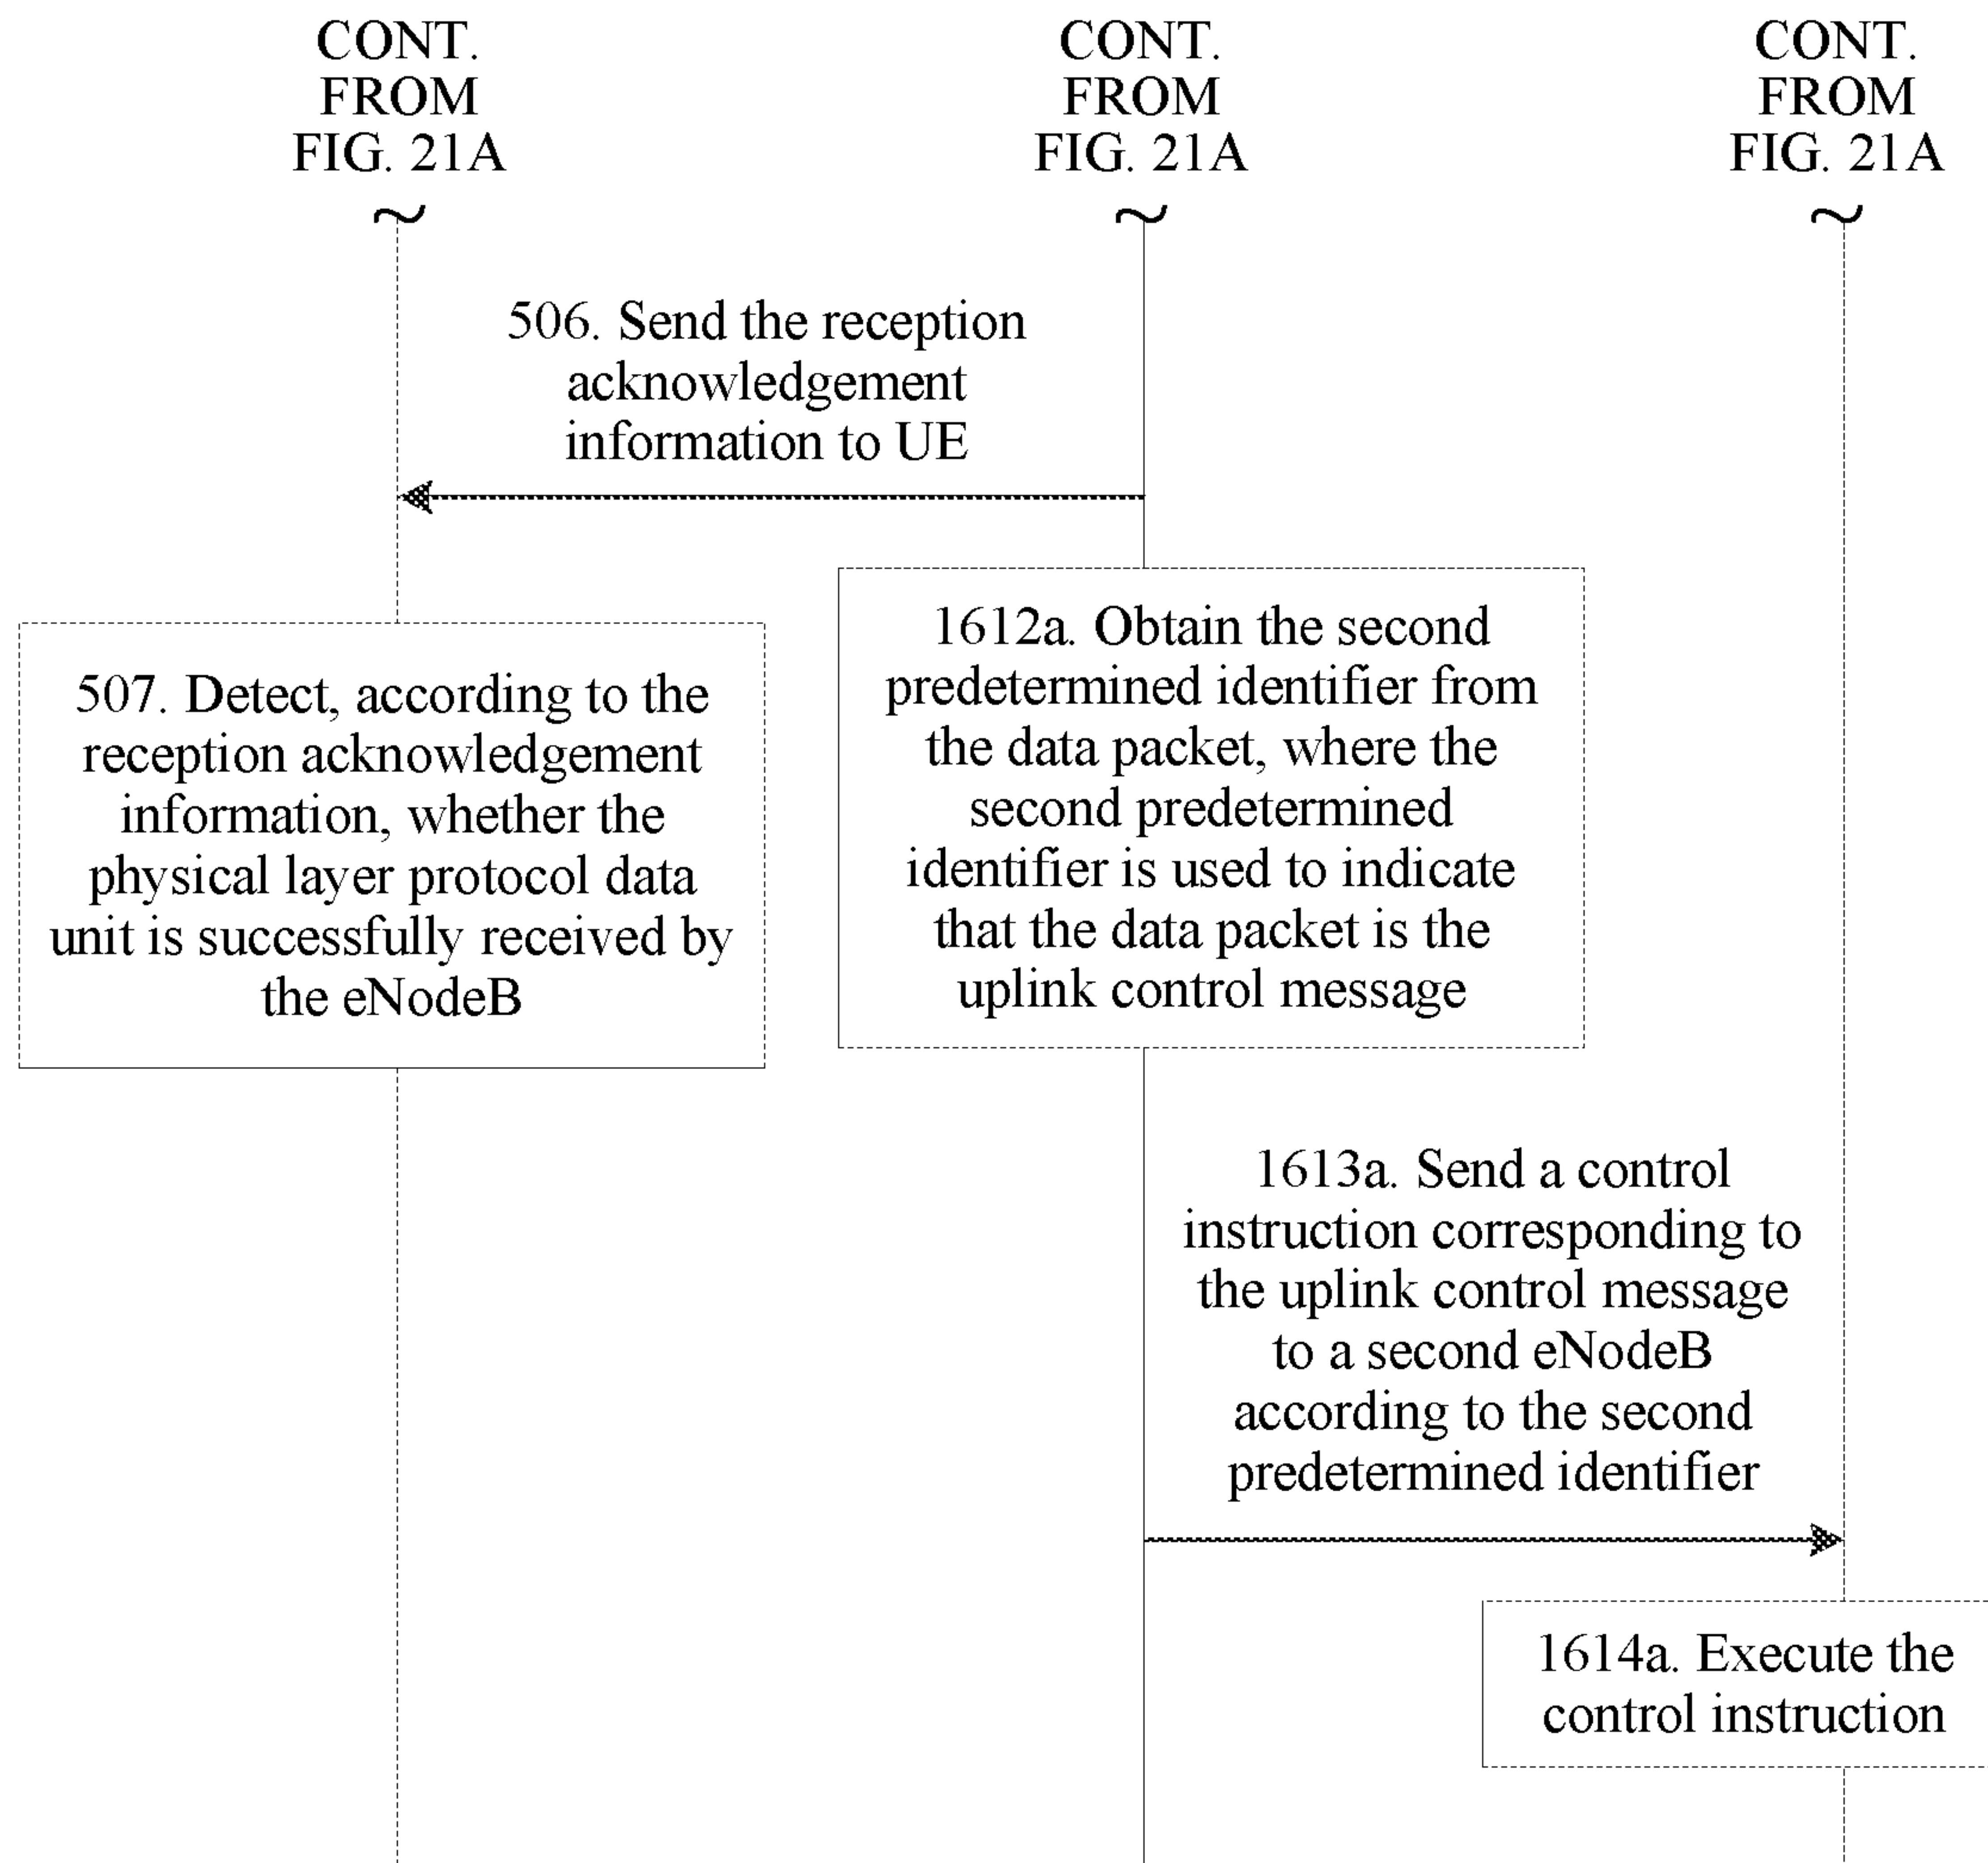 CONT.
FROM
FIG. 21A
CONT.
FROM
FIG. 21A
CONT.
FROM
FIG. 21A
506. Send the reception
acknowledgement
information to UE
507. Detect, according to the
reception acknowledgement
information, whether the
physical layer protocol data
unit is successfully received by
the eNodeB
1612a. Obtain the second
predetermined identifier from
the data packet, where the
second predetermined
identifier is used to indicate
that the data packet is the
uplink control message
1613a. Send a control
instruction corresponding to
the uplink control message
to a second eNodeB
according to the second
predetermined identifier
1614a. Execute the
control instruction